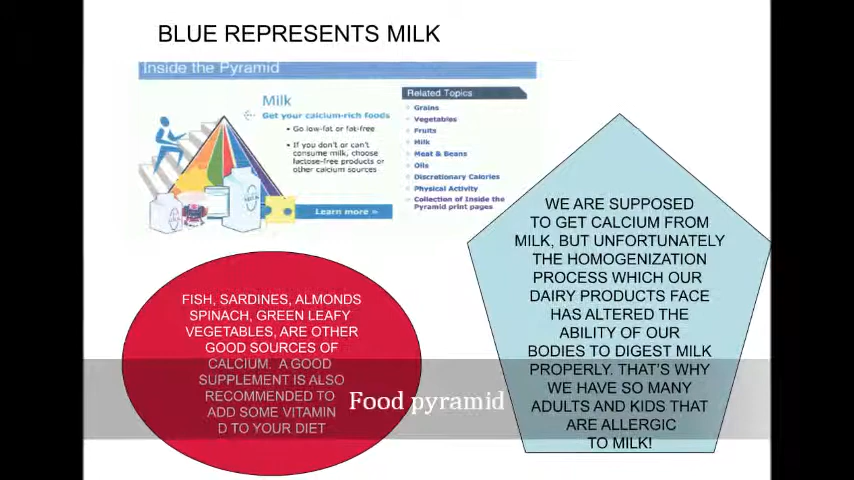 BLUE REPRESENTS MILK
Inside the Pyramid
Milk
Get your calcium-rich foods
• Go low-fat or fat-free
• If you don't or can't
consume milk, choose
lactose-free products or
other calcium sources
Learn more »
Related Topics
Grains
Vegetables
Fruits
Milk
Meat & Beans
Oils
Discretionary Calories
Physical Activity
Collection of Inside the
Pyramid print pages
FISH, SARDINES, ALMONDS
SPINACH, GREEN LEAFY
VEGETABLES, ARE OTHER
GOOD SOURCES OF
CALCIUM. A GOOD
SUPPLEMENT IS ALSO
RECOMMENDED TO
ADD SOME VITAMIN
D TO YOUR DIET
WE ARE SUPPOSED
TO GET CALCIUM FROM
MILK, BUT UNFORTUNATELY
THE HOMOGENIZATION
PROCESS WHICH OUR
DAIRY PRODUCTS FACE
HAS ALTERED THE
ABILITY OF OUR
BODIES TO DIGEST MILK
PROPERLY. THAT'S WHY
WE HAVE SO MANY
ADULTS AND KIDS THAT
ARE ALLERGIC
TO MILK!
Food pyramid